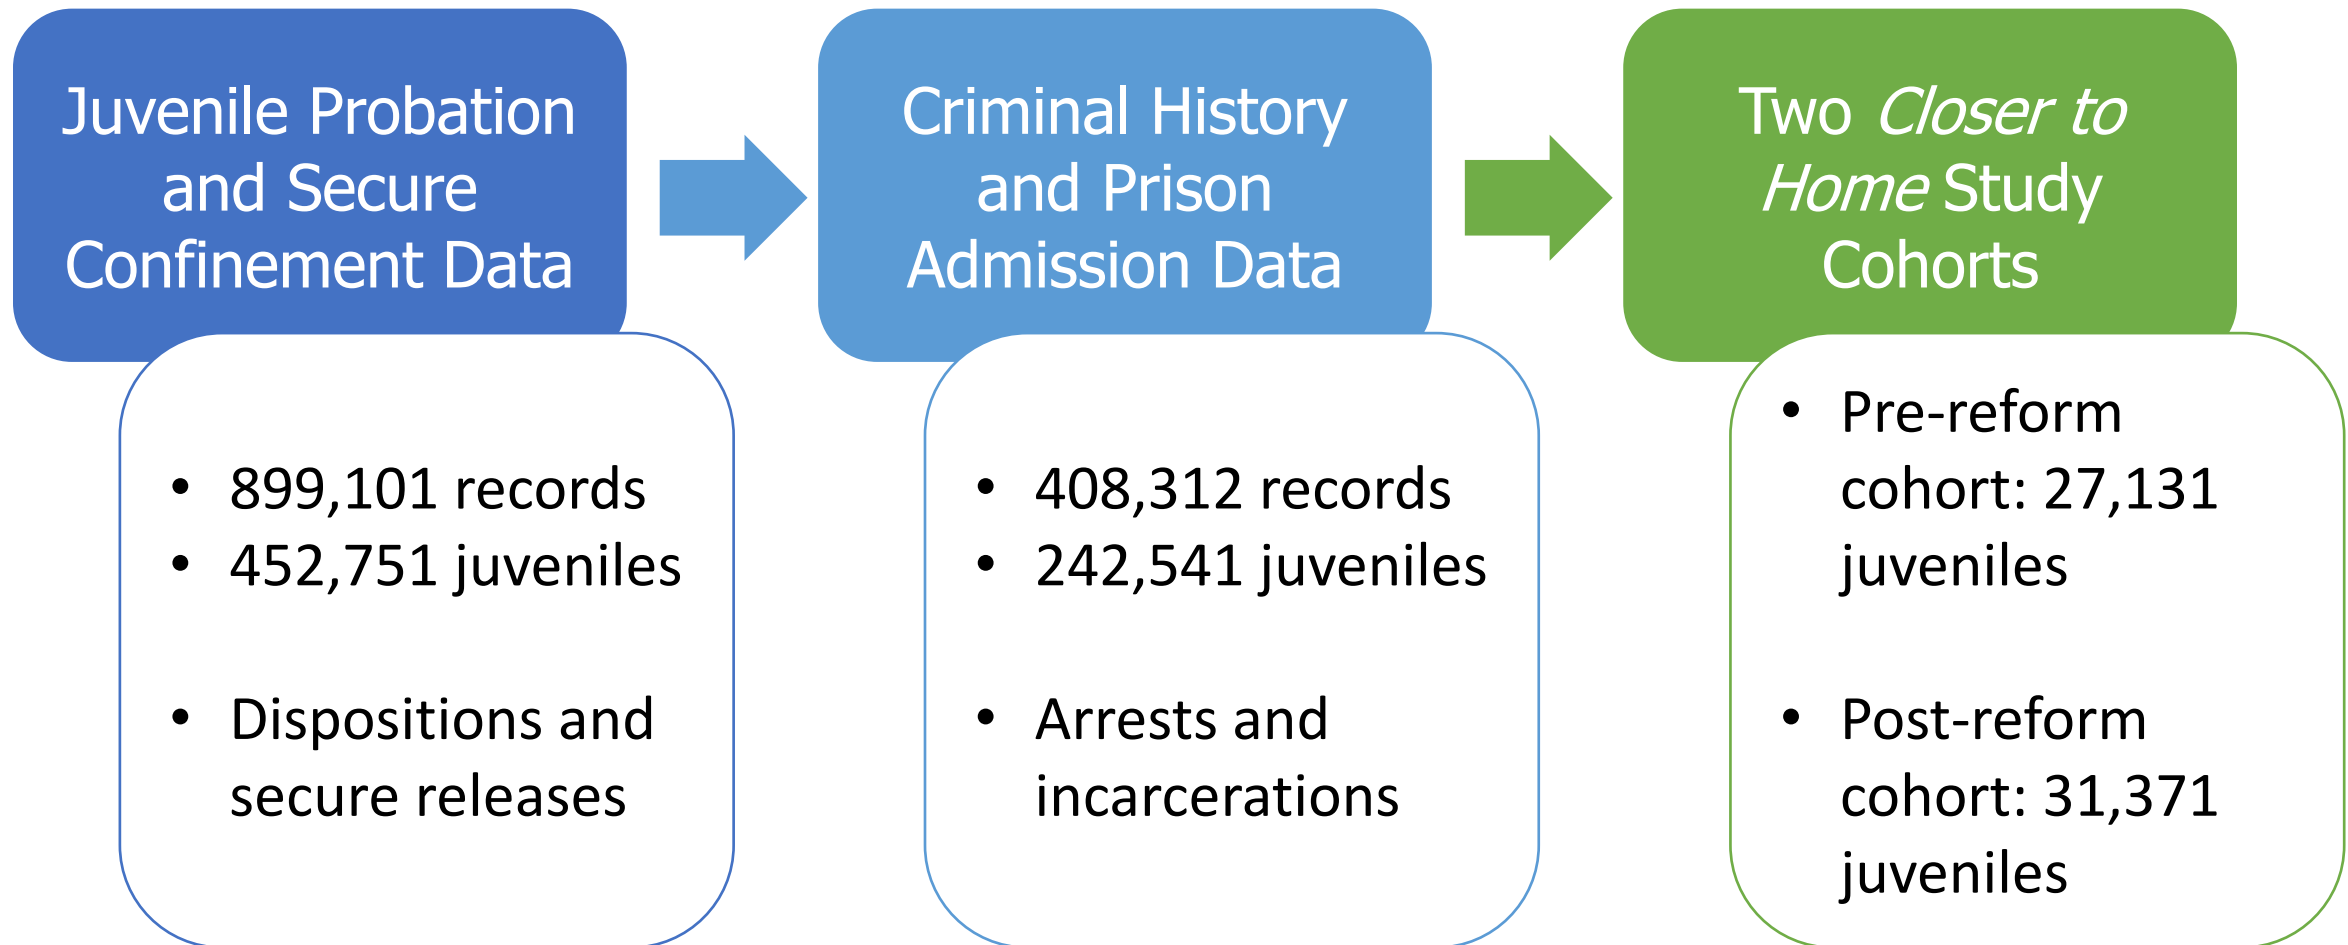 Juvenile Probation
and Secure
Confinement Data
• 899,101 records
• 452,751 juveniles
• Dispositions and
secure releases
Criminal History
and Prison
Admission Data
• 408,312 records
• 242,541 juveniles
• Arrests and
incarcerations
Two Closer to
Home Study
Cohorts
• Pre-reform
cohort: 27,131
juveniles
• Post-reform
cohort: 31,371
juveniles